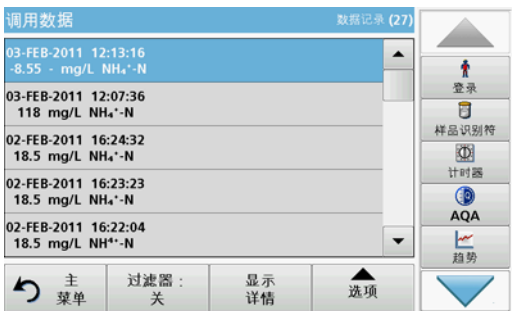 调用数据
数据记录 (27)
03-FEB-2011 12:13:16
-8.55 - mg/L NH₄⁺-N
03-FEB-2011 12:07:36
118 mg/L NH₄⁺-N
02-FEB-2011 16:24:32
18.5 mg/L NH₄⁺-N
02-FEB-2011 16:23:23
18.5 mg/L NH₄⁺-N
02-FEB-2011 16:22:04
18.5 mg/L NH⁴⁺-N
登录
样品识别符
计时器
AQA
趋势
主
菜单
过滤器：
关
显示
详情
选项